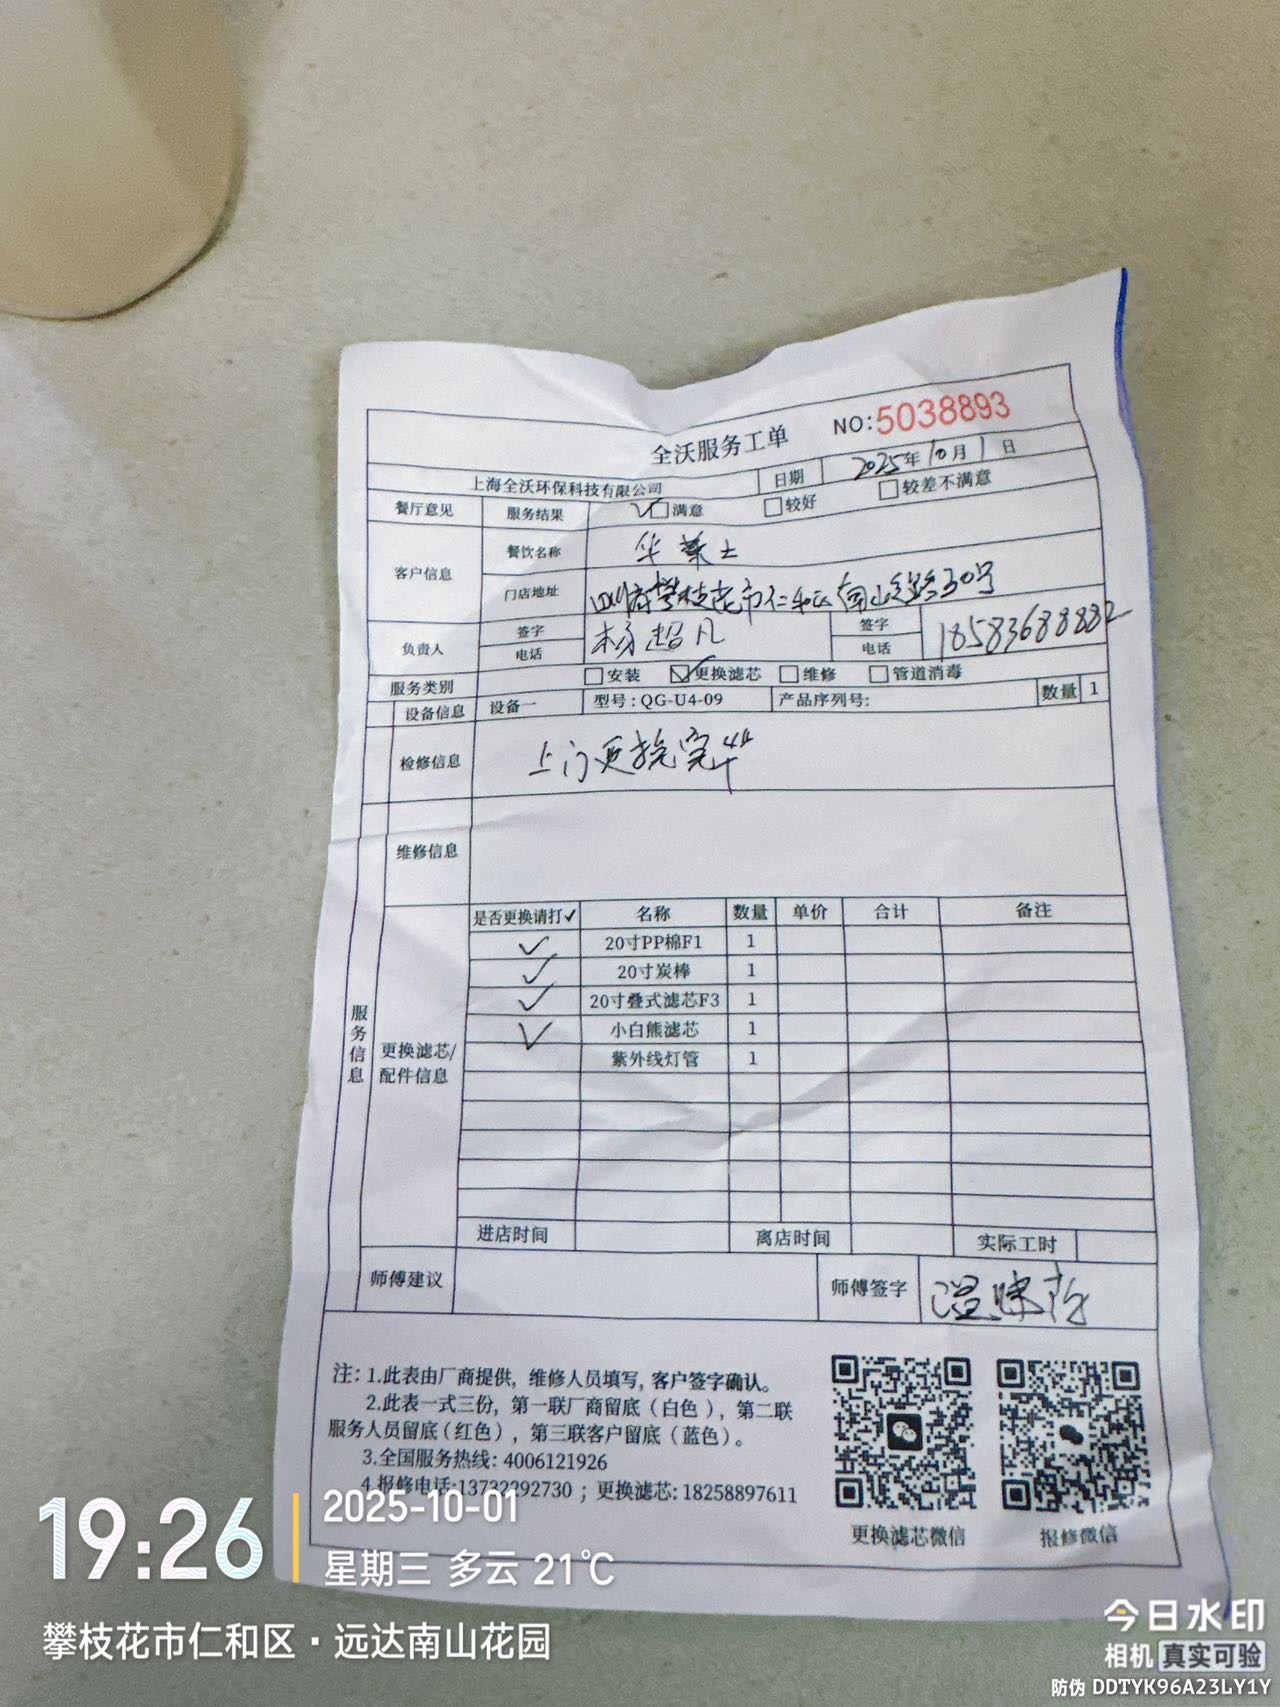 全沃服务工单 NO:5038893
上海全沃环保科技有限公司 日期 2025年10月1日
餐厅意见 服务结果 ✓□满意 □较好 □较差不满意
客户信息 餐饮名称 华莱士
门店地址 四川省攀枝花市仁和区南山路30号
负责人 签字 杨超凡 签字
电话 电话 18583688882
服务类别 □安装 ☑更换滤芯 □维修 □管道消毒
设备信息 设备一 型号:QG-U4-09 产品序列号: 数量 1
检修信息 上门更换完毕
维修信息
服务信息
更换滤芯/配件信息
是否更换请打✓ 名称 数量 单价 合计 备注
✓ 20寸PP棉F1 1
✓ 20寸炭棒 1
✓ 20寸叠式滤芯F3 1
✓ 小白熊滤芯 1
紫外线灯管 1
进店时间 离店时间 实际工时
师傅建议 师傅签字
注: 1.此表由厂商提供, 维修人员填写, 客户签字确认。
2.此表一式三份, 第一联厂商留底(白色), 第二联
服务人员留底(红色), 第三联客户留底(蓝色)。
3.全国服务热线: 4006121926
4.报修电话:13732292730 ; 更换滤芯: 18258897611
更换滤芯微信 报修微信
19:26 2025-10-01
星期三 多云 21℃
攀枝花市仁和区·远达南山花园
今日水印
相机 真实可验
防伪 DDTYK96A23LY1Y